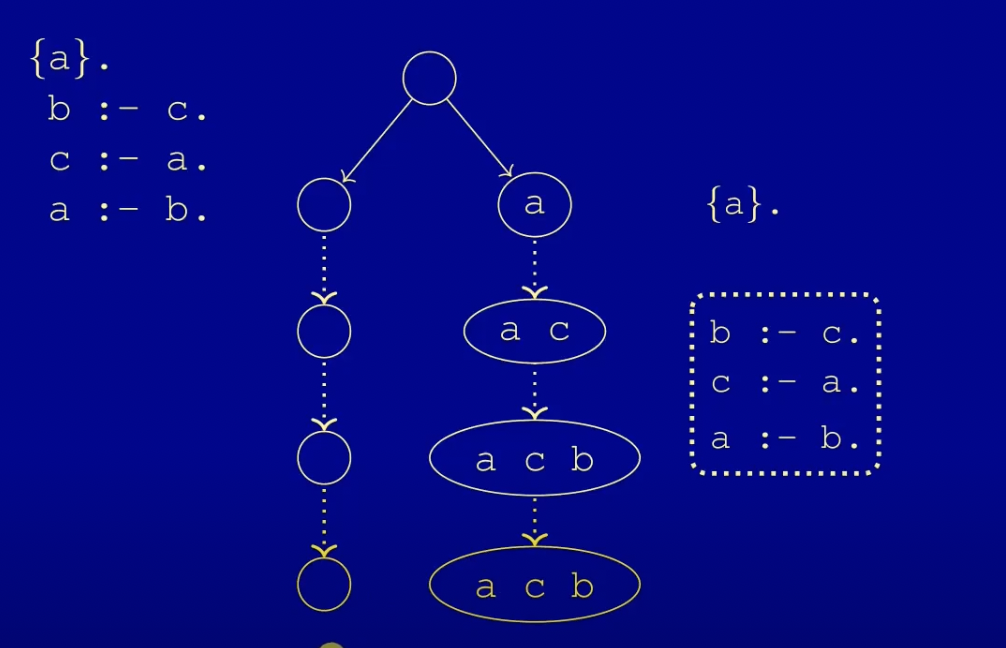 {a}.
b :- c.
c :- a.
a :- b.
a
a c
a c b
a c b
{a}.
b :- c.
c :- a.
a :- b.